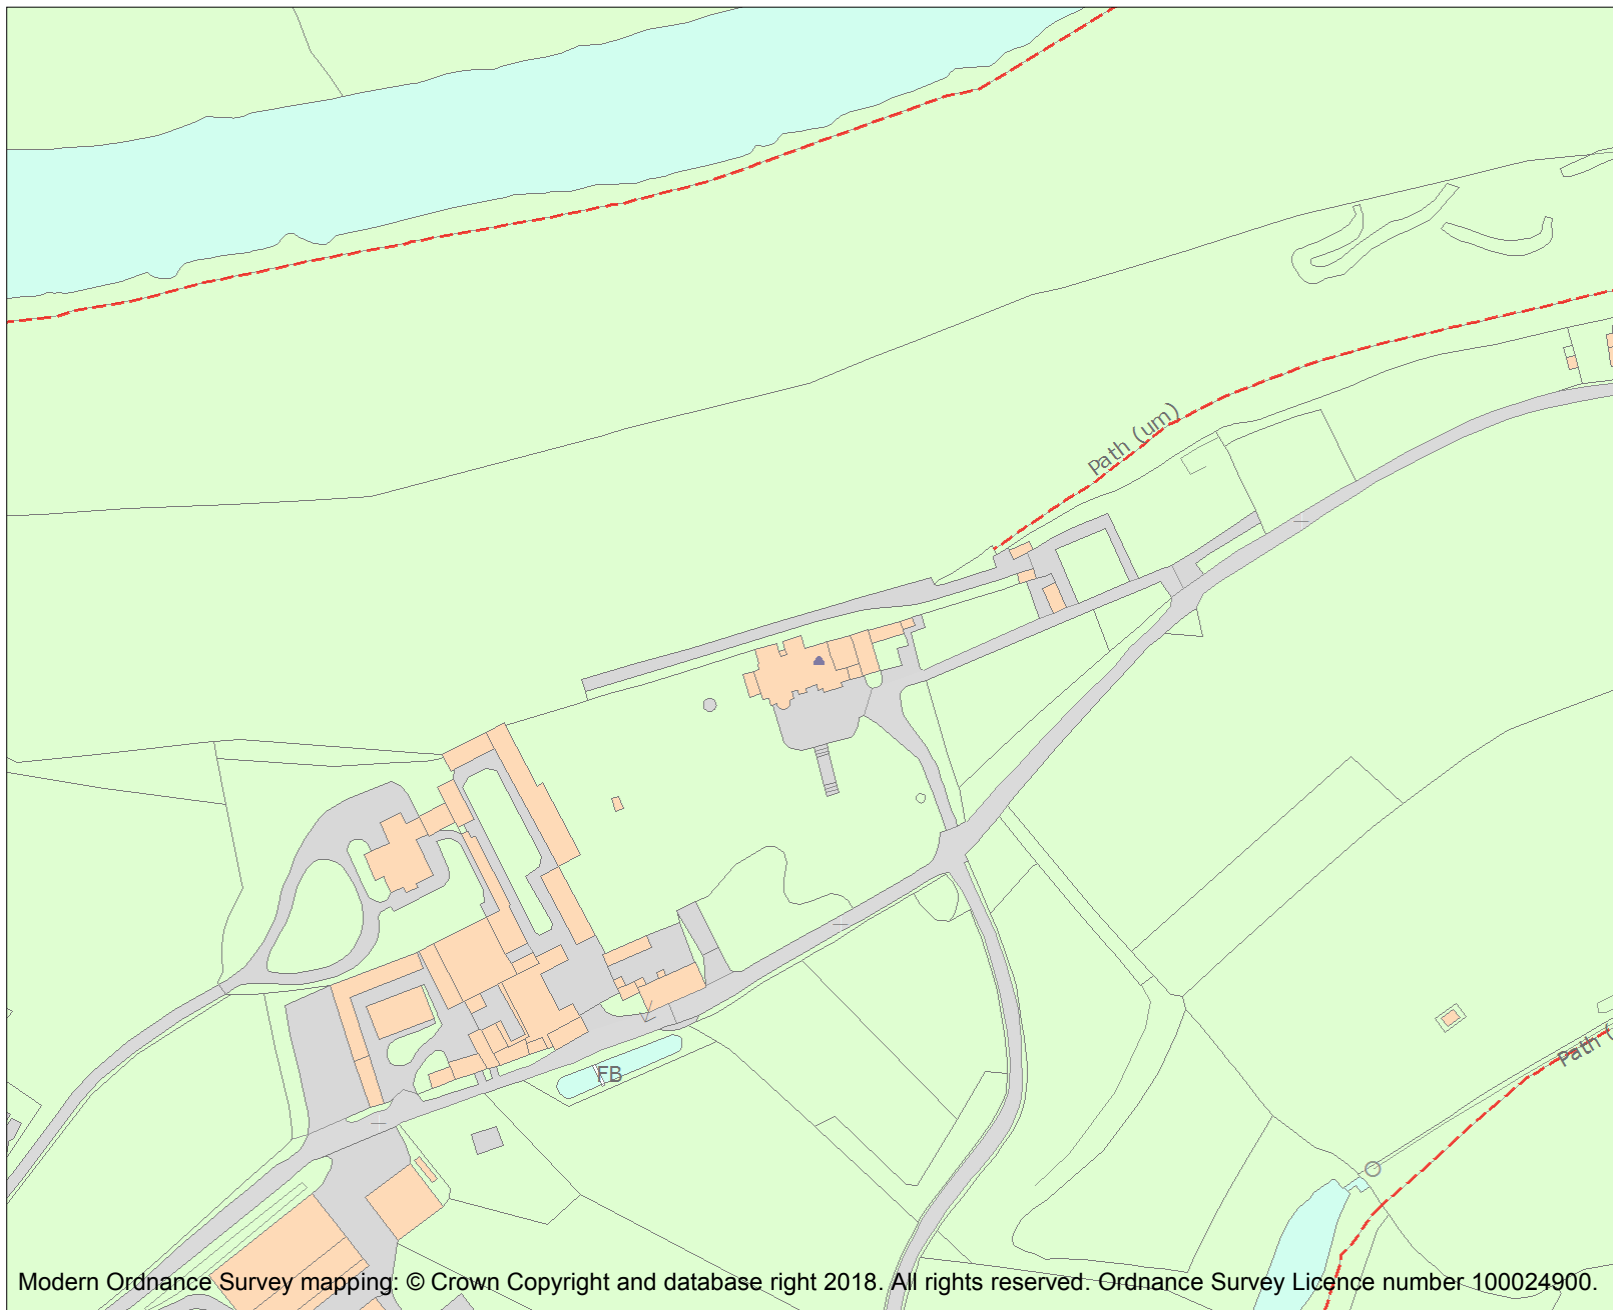 Path (um)
Path (
FB
Modern Ordnance Survey mapping: © Crown Copyright and database right 2018. All rights reserved. Ordnance Survey Licence number 100024900.